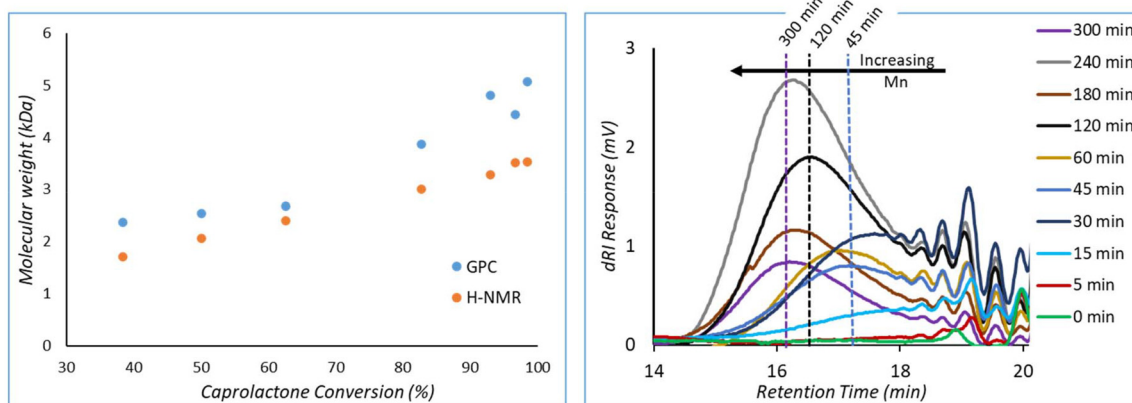 6
5
4
3
2
1
0
30 40 50 60 70 80 90 100
Molecular weight (kDa)
Caprolactone Conversion (%)
GPC
H-NMR
300 min
120 min
45 min
Increasing
Mn
3
2
1
0
14 16 18 20
dRI Response (mV)
Retention Time (min)
300 min
240 min
180 min
120 min
60 min
45 min
30 min
15 min
5 min
0 min